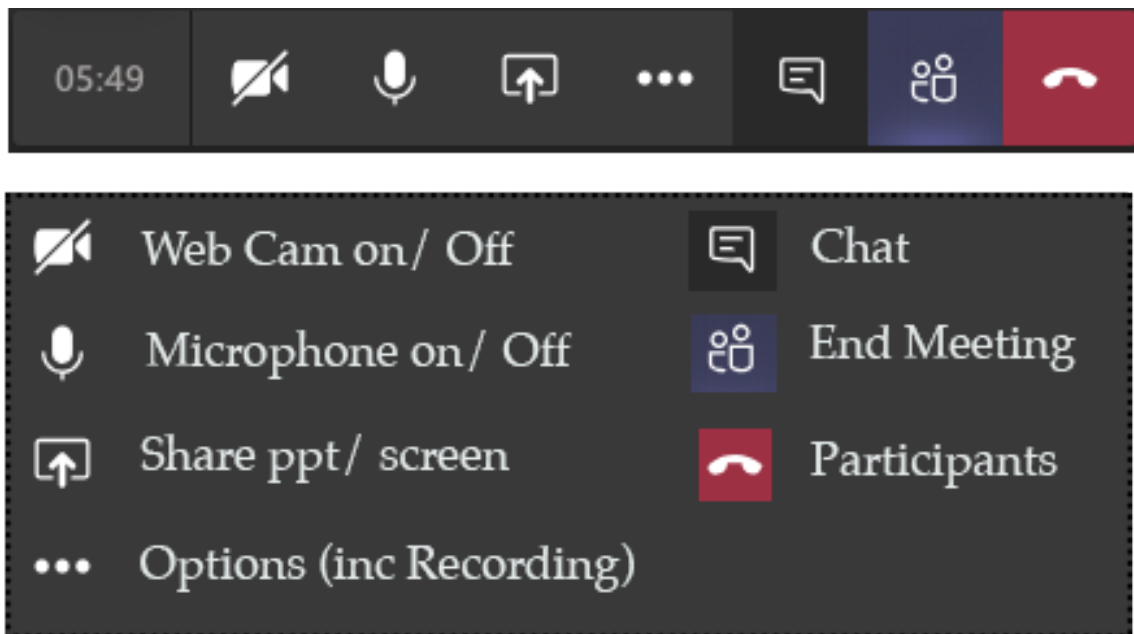 05:49
Web Cam on/ Off
Chat
Microphone on/ Off
End Meeting
Share ppt/ screen
Participants
Options (inc Recording)